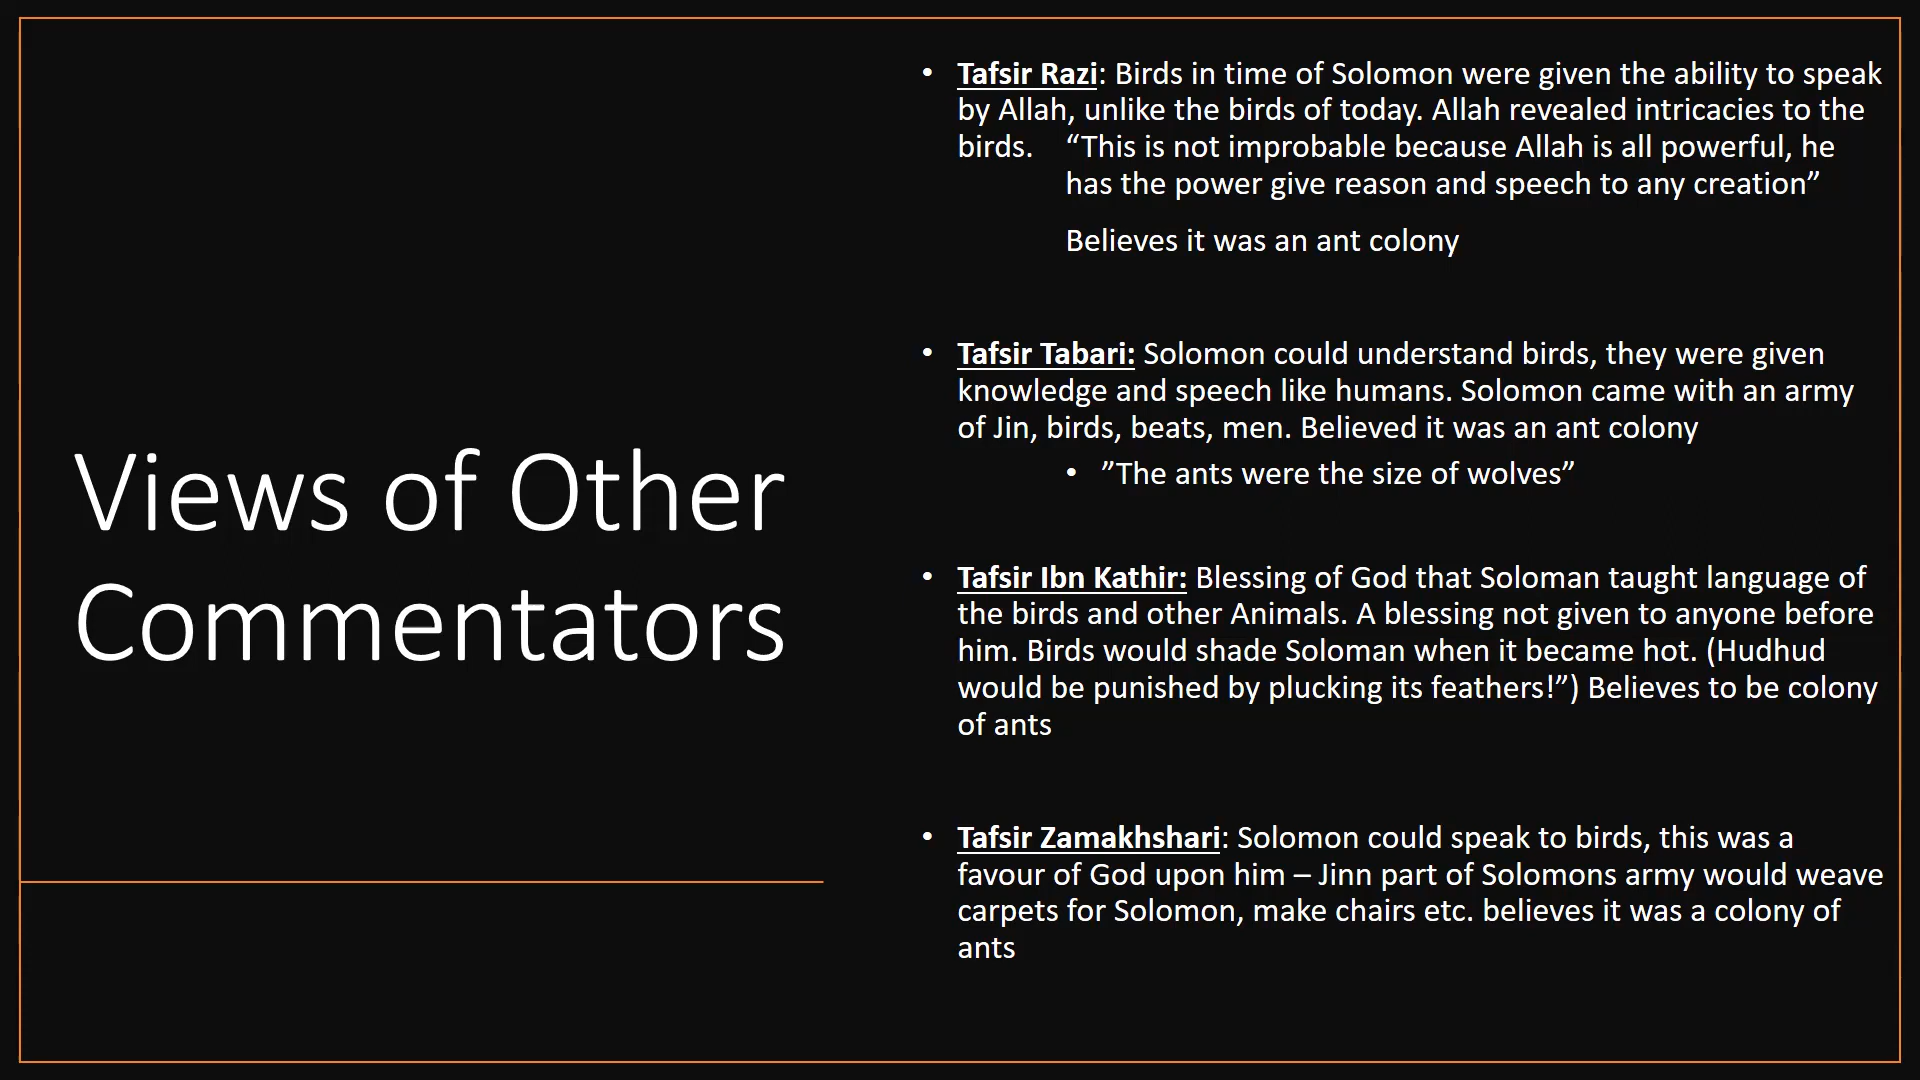 Views of Other
Commentators
• Tafsir Razi: Birds in time of Solomon were given the ability to speak
by Allah, unlike the birds of today. Allah revealed intricacies to the
birds. “This is not improbable because Allah is all powerful, he
has the power give reason and speech to any creation”
Believes it was an ant colony
• Tafsir Tabari: Solomon could understand birds, they were given
knowledge and speech like humans. Solomon came with an army
of Jin, birds, beats, men. Believed it was an ant colony
• ”The ants were the size of wolves”
• Tafsir Ibn Kathir: Blessing of God that Soloman taught language of
the birds and other Animals. A blessing not given to anyone before
him. Birds would shade Soloman when it became hot. (Hudhud
would be punished by plucking its feathers!”) Believes to be colony
of ants
• Tafsir Zamakhshari: Solomon could speak to birds, this was a
favour of God upon him – Jinn part of Solomons army would weave
carpets for Solomon, make chairs etc. believes it was a colony of
ants